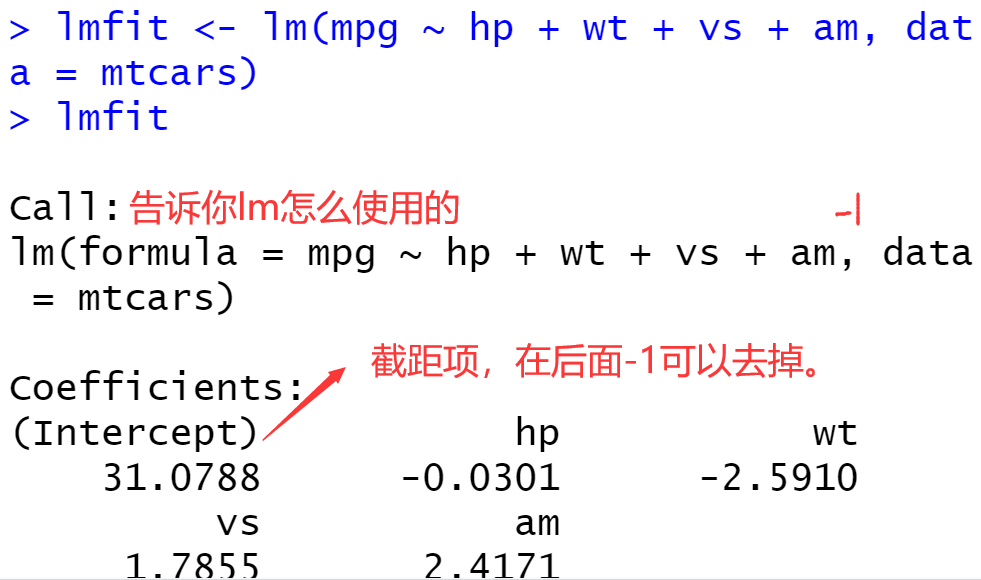 > lmfit <- lm(mpg ~ hp + wt + vs + am, dat
a = mtcars)
> lmfit
Call: 告诉你lm怎么使用的
-1
lm(formula = mpg ~ hp + wt + vs + am, data
= mtcars)
截距项，在后面-1可以去掉。
Coefficients:
(Intercept) hp wt
31.0788 -0.0301 -2.5910
vs am
1.7855 2.4171